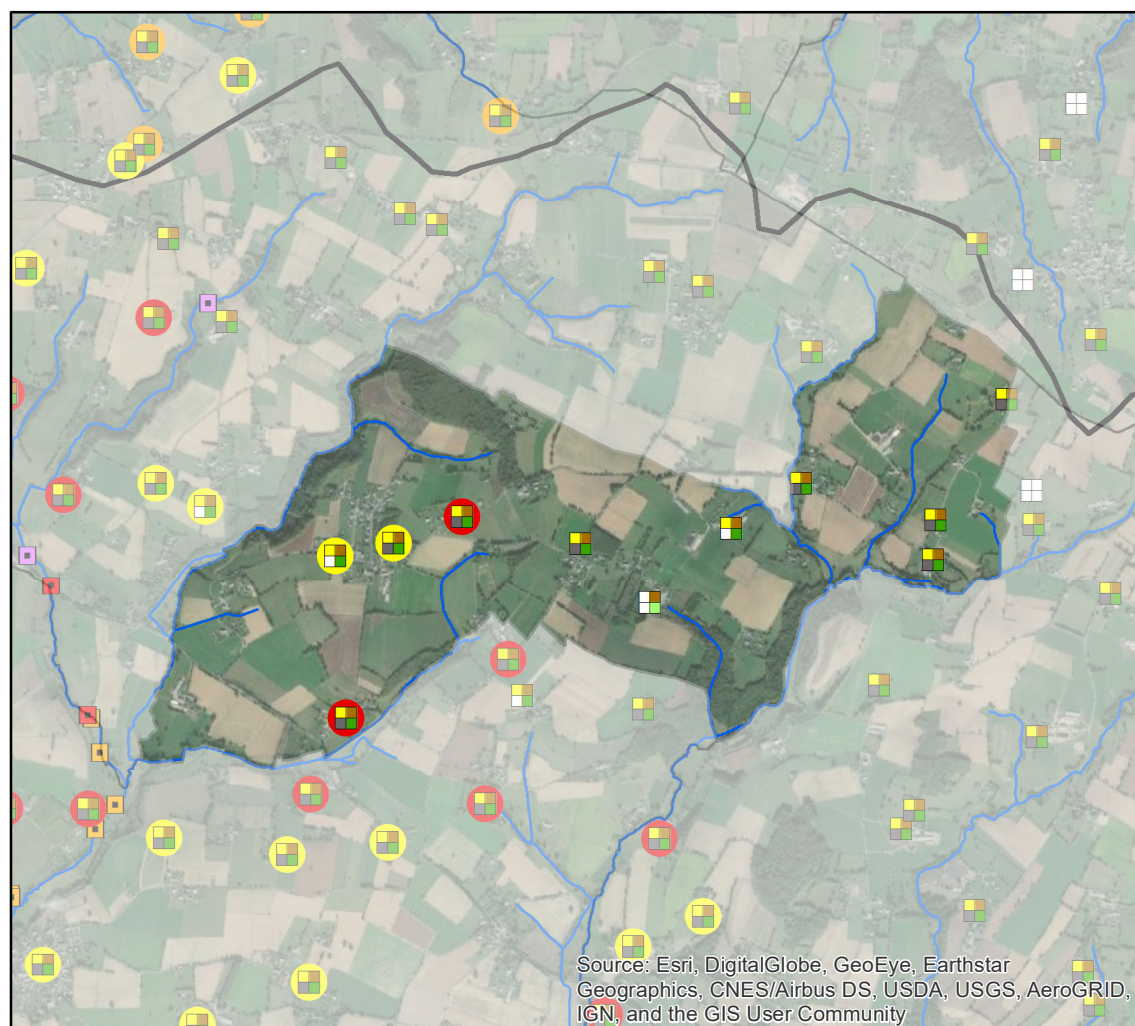 Source: Esri, DigitalGlobe, GeoEye, Earthstar
Geographics, CNES/Airbus DS, USDA, USGS, AeroGRID,
IGN, and the GIS User Community